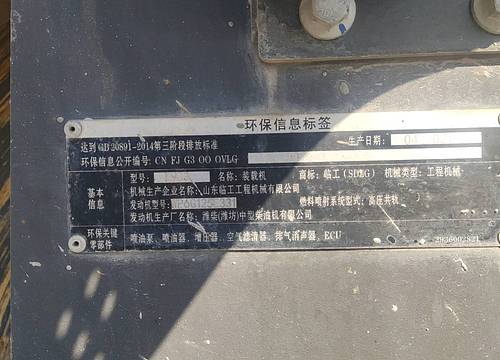 环保信息标签
达到GB 20891-2014第三阶段排放标准 生产日期：
环保信息公开编号：CN FJ G3 OO OVLG
型号： 名称：装载机 商标：临工（SDLG） 机械类型：工程机械
基本信息
机械生产企业名称：山东临工工程机械有限公司
发动机型号： P6G125E331 燃料喷射系统型式：高压共轨
发动机生产厂名称：潍柴(潍坊)中型柴油机有限公司
环保关键零部件
喷油泵、喷油器、增压器、空气滤清器、排气消声器、ECU